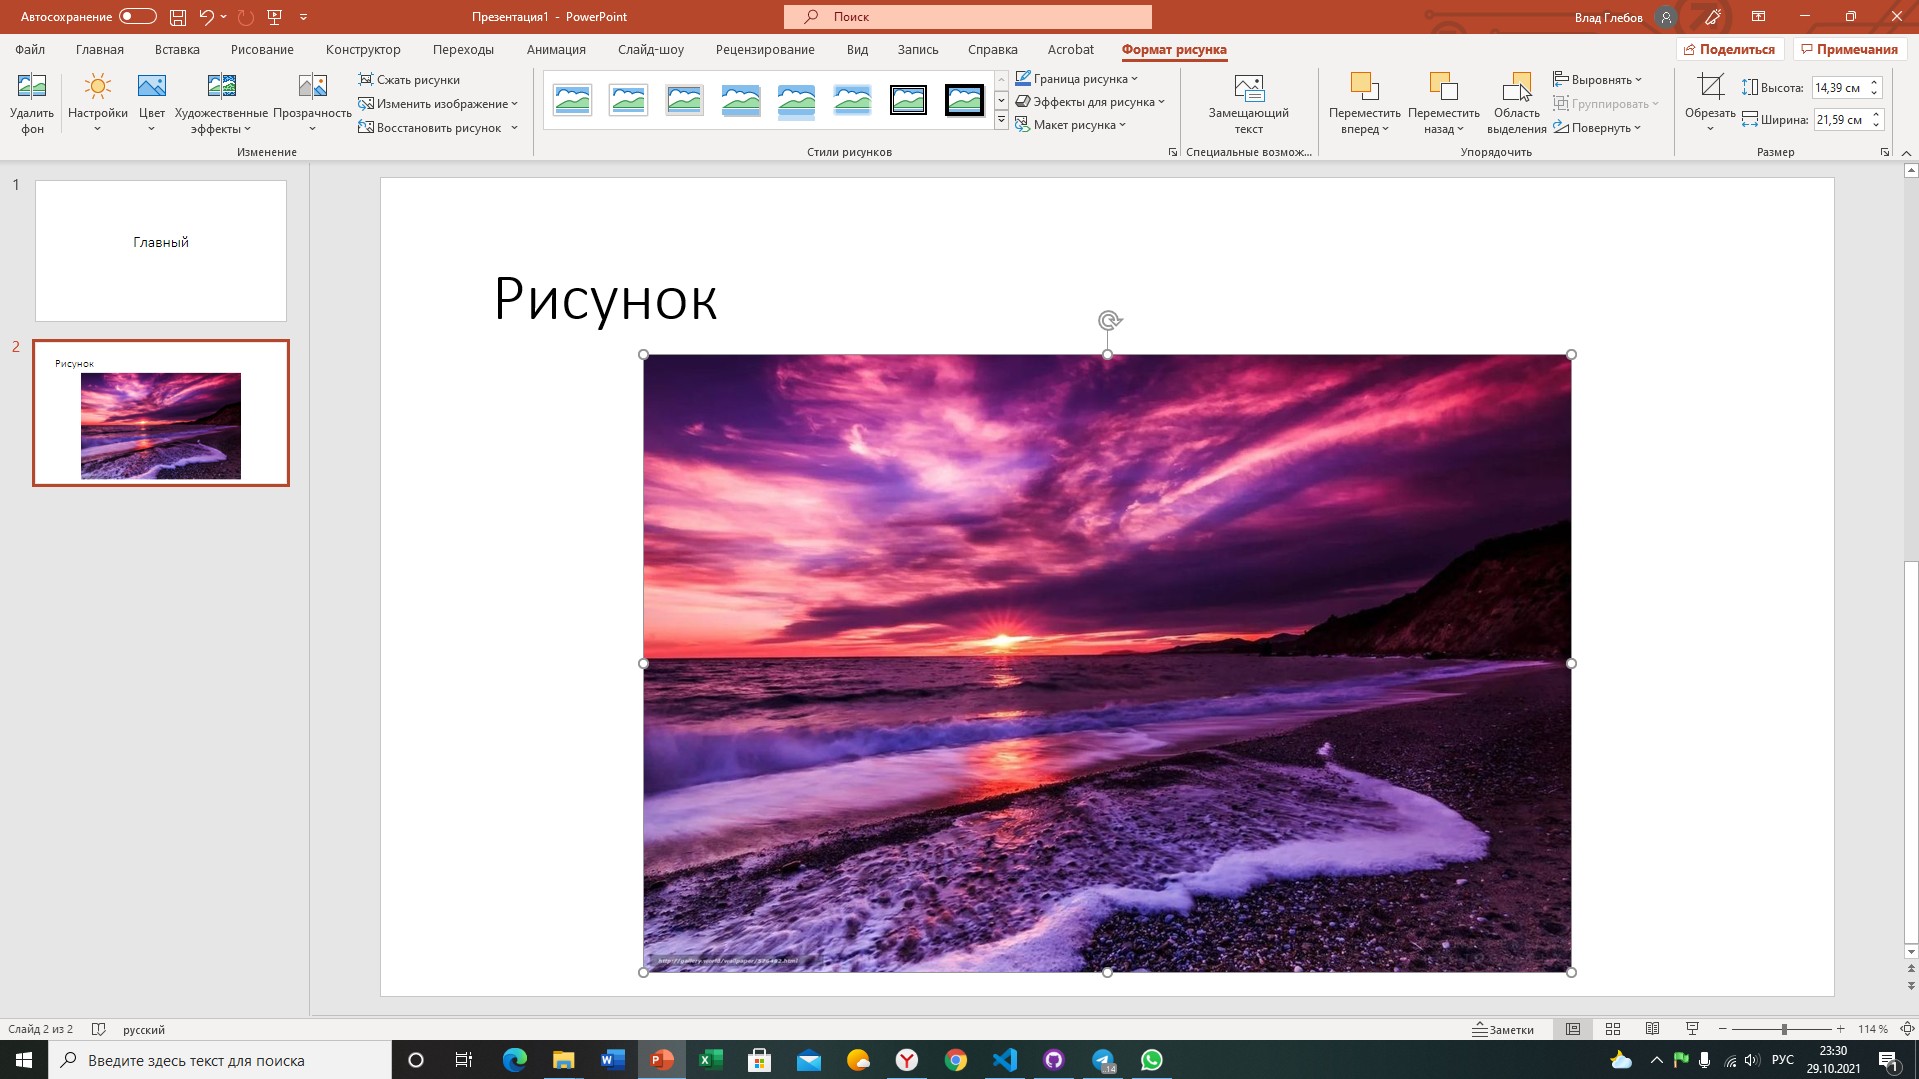 Автосохранение
Презентация1 - PowerPoint
Поиск
Влад Глебов
Файл Главная Вставка Рисование Конструктор Переходы Анимация Слайд-шоу Рецензирование Вид Запись Справка Acrobat Формат рисунка
Поделиться
Примечания
Удалить фон
Настройки
Цвет
Художественные эффекты
Прозрачность
Сжать рисунки
Изменить изображение
Восстановить рисунок
Изменение
Граница рисунка
Эффекты для рисунка
Макет рисунка
Стили рисунков
Замещающий текст
Специальные возмож...
Переместить вперед
Переместить назад
Область выделения
Выровнять
Группировать
Повернуть
Упорядочить
Обрезать
Высота: 14,39 см
Ширина: 21,59 см
Размер
1
Главный
2
Рисунок
Рисунок
Слайд 2 из 2
русский
Заметки
114 %
Введите здесь текст для поиска
14
РУС
23:30
29.10.2021
1